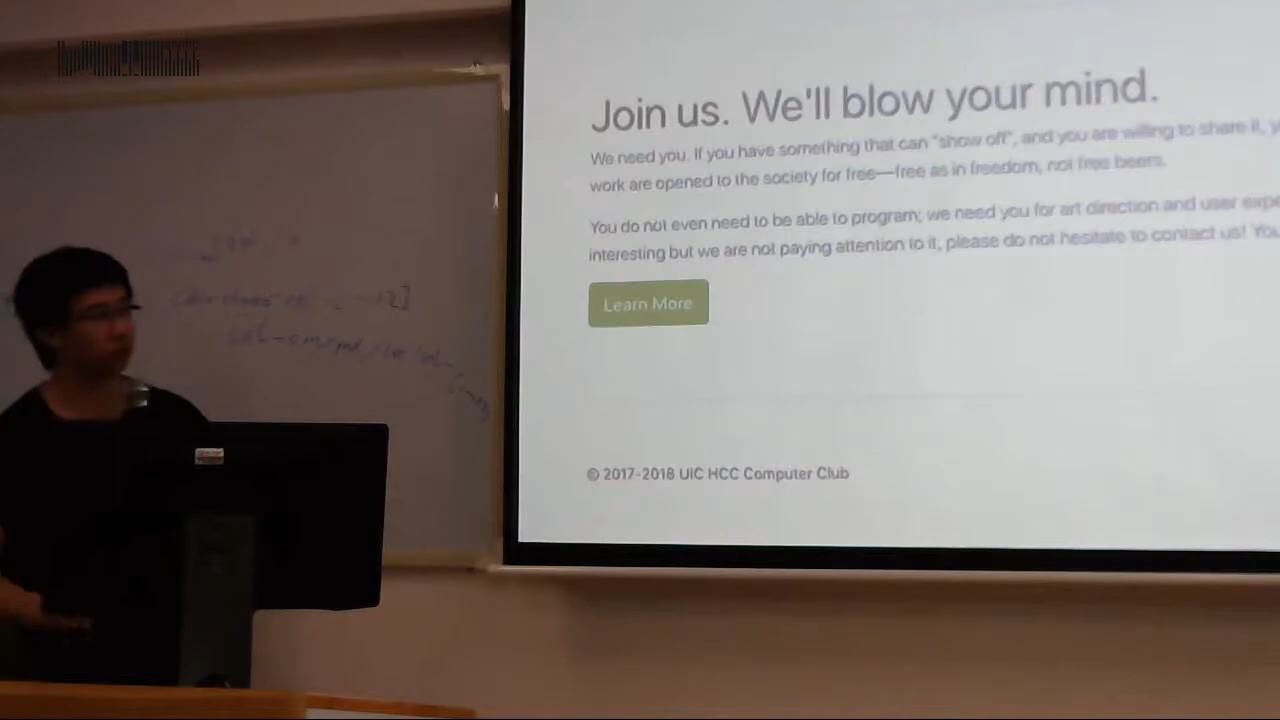 Join us. We'll blow your mind.
We need you. If you have something that can "show off", and you are willing to share it,
work are opened to the society for free—free as in freedom, not free beers.
You do not even need to be able to program; we need you for art direction and user
interesting but we are not paying attention to it, please do not hesitate to contact us! You
Learn More
© 2017-2018 UIC HCC Computer Club